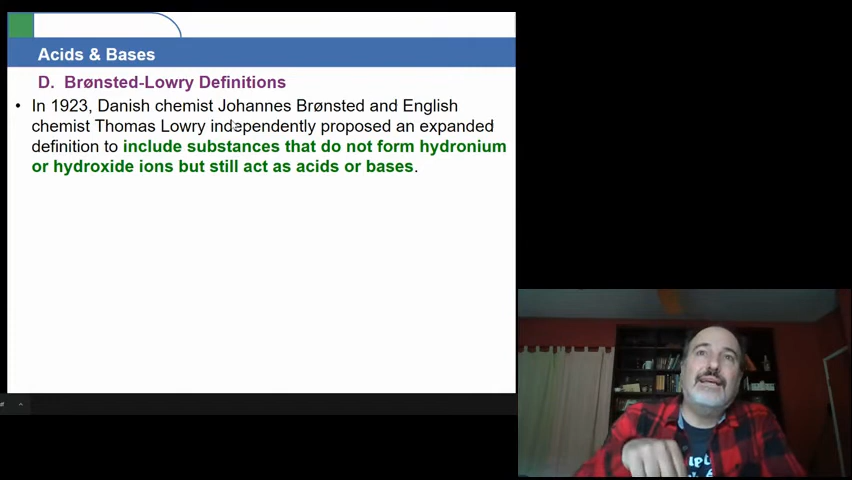 Acids & Bases
D. Brønsted-Lowry Definitions
• In 1923, Danish chemist Johannes Brønsted and English
chemist Thomas Lowry independently proposed an expanded
definition to include substances that do not form hydronium
or hydroxide ions but still act as acids or bases.